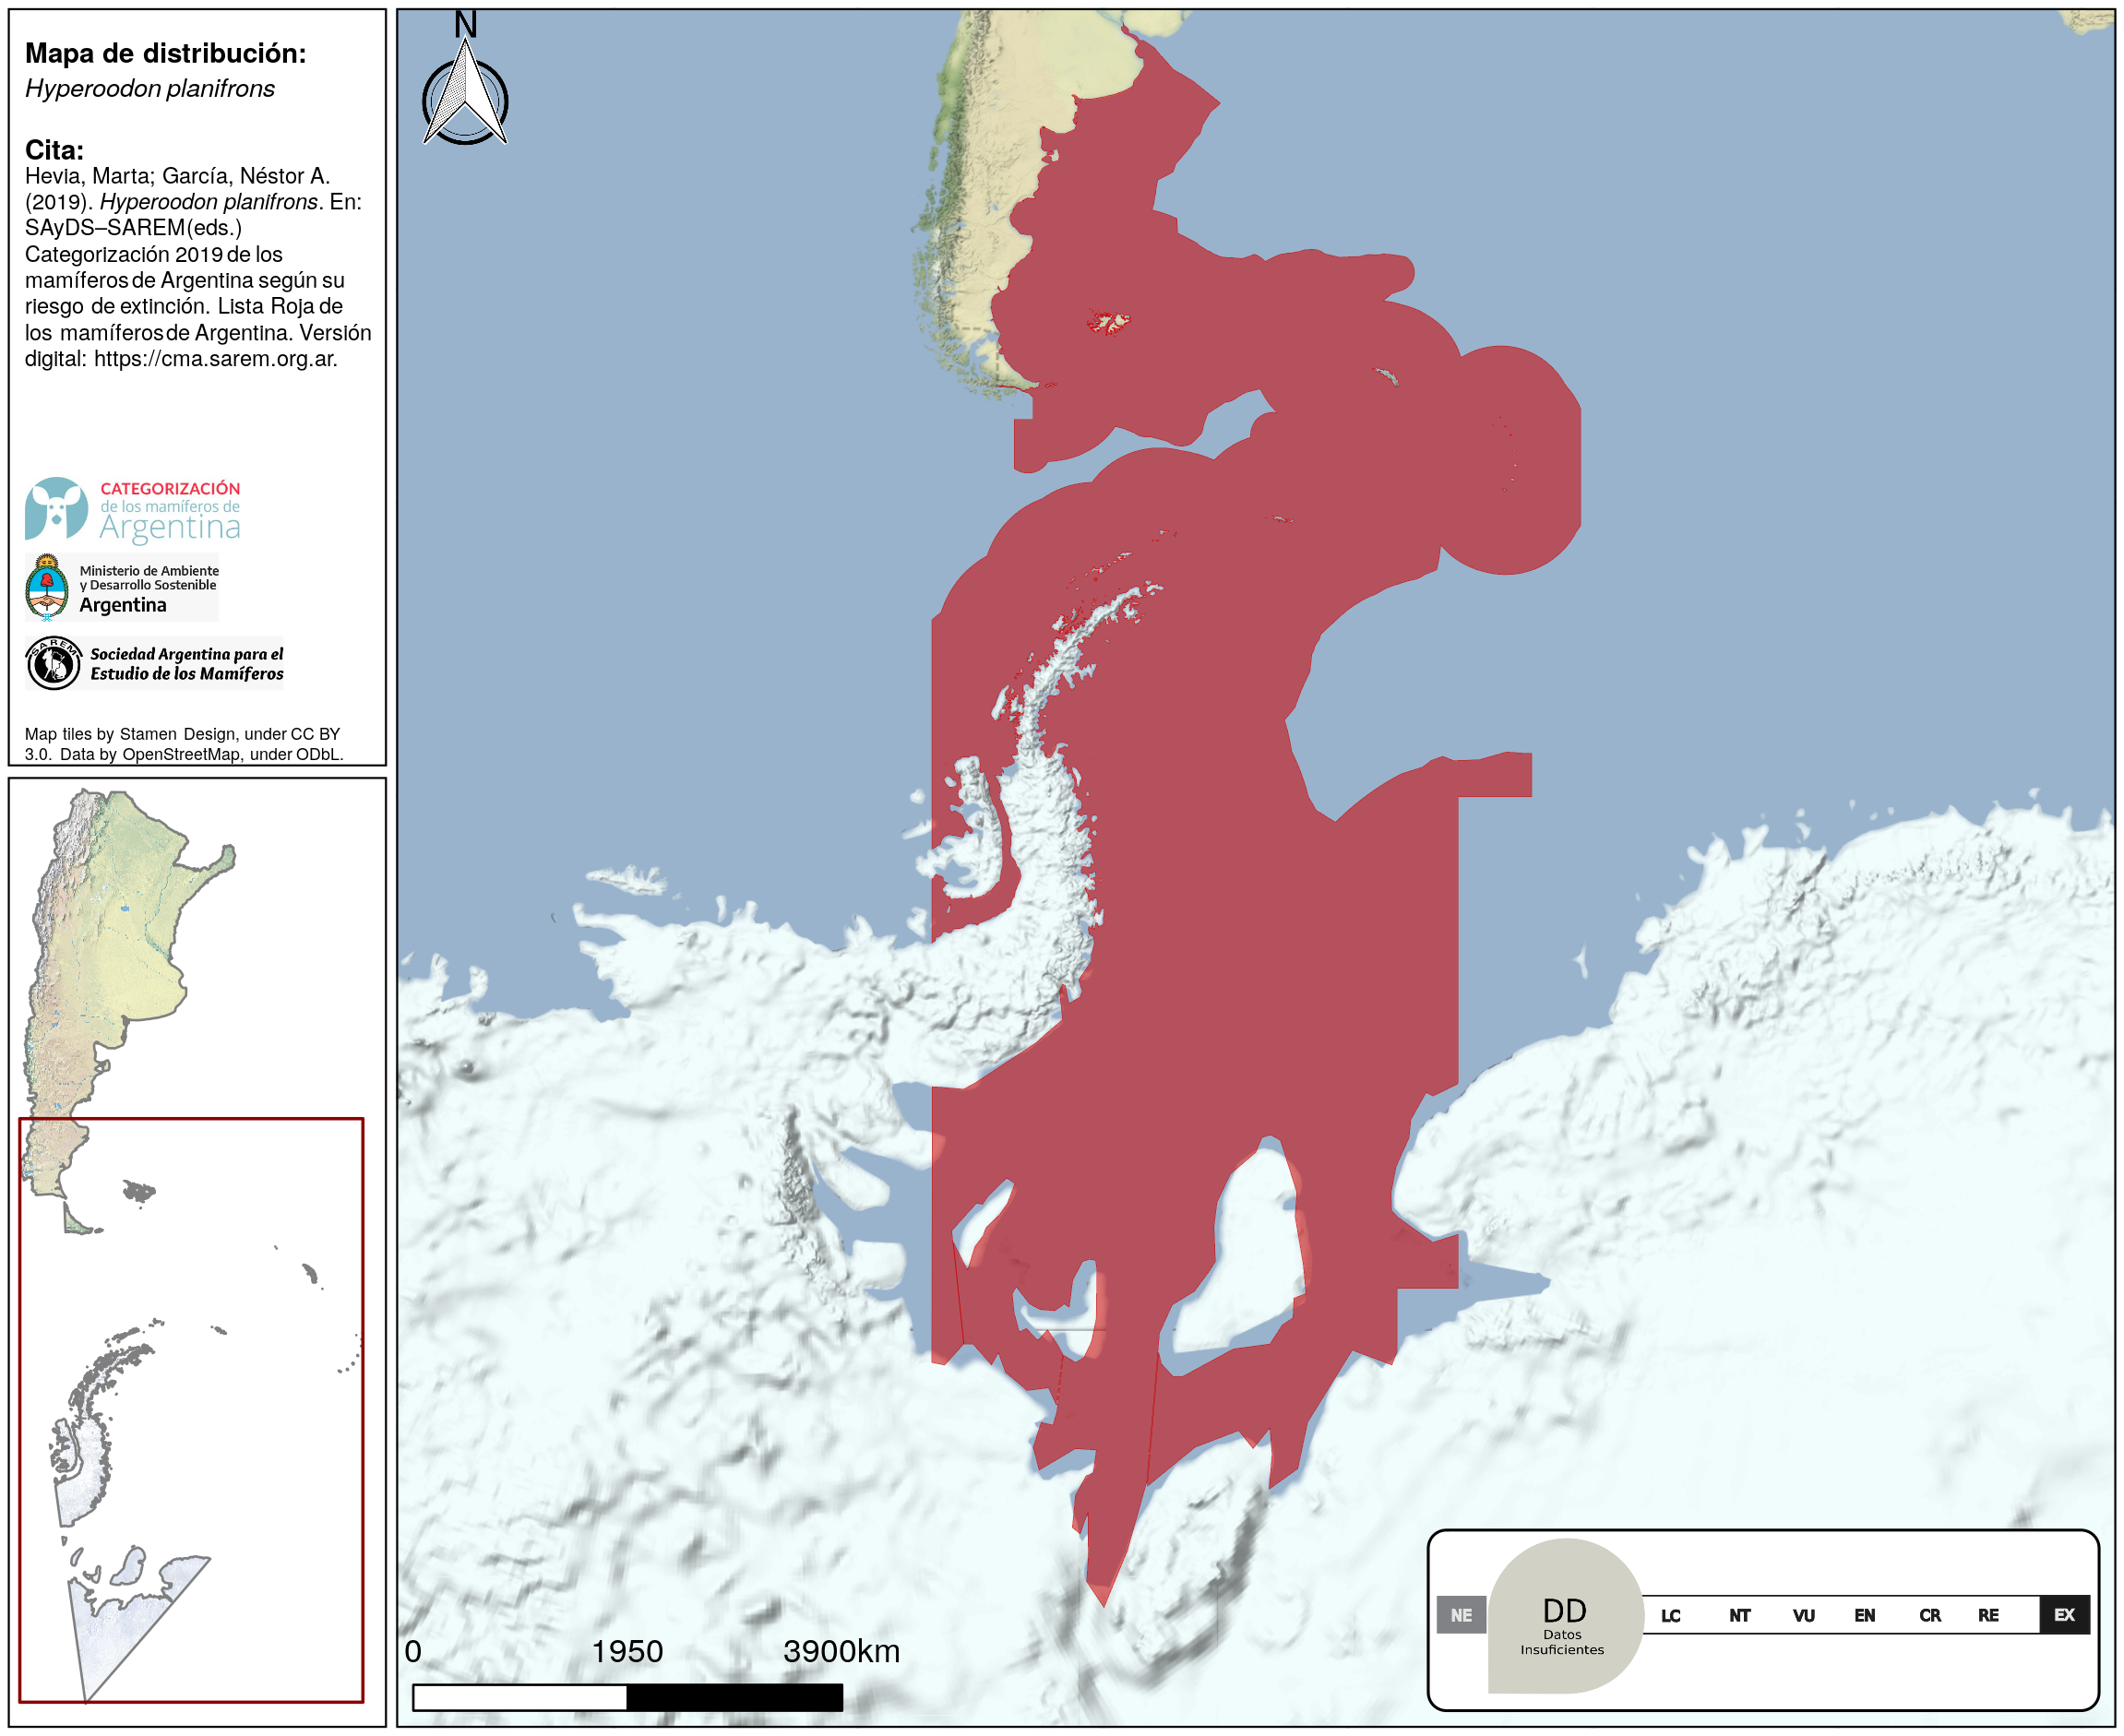 Mapa de distribución:
Hyperoodon planifrons
Cita:
Hevia, Marta; García, Néstor A.
(2019). Hyperoodon planifrons. En:
SAyDS–SAREM(eds.)
Categorización 2019 de los
mamíferos de Argentina según su
riesgo de extinción. Lista Roja de
los mamíferos de Argentina. Versión
digital: https://cma.sarem.org.ar.
CATEGORIZACIÓN
de los mamíferos de
Argentina
Ministerio de Ambiente
y Desarrollo Sostenible
Argentina
SAREM
Sociedad Argentina para el
Estudio de los Mamíferos
Map tiles by Stamen Design, under CC BY
3.0. Data by OpenStreetMap, under ODbL.
N
0 1950 3900km
NE DD LC NT VU EN CR RE EX
Datos
Insuficientes